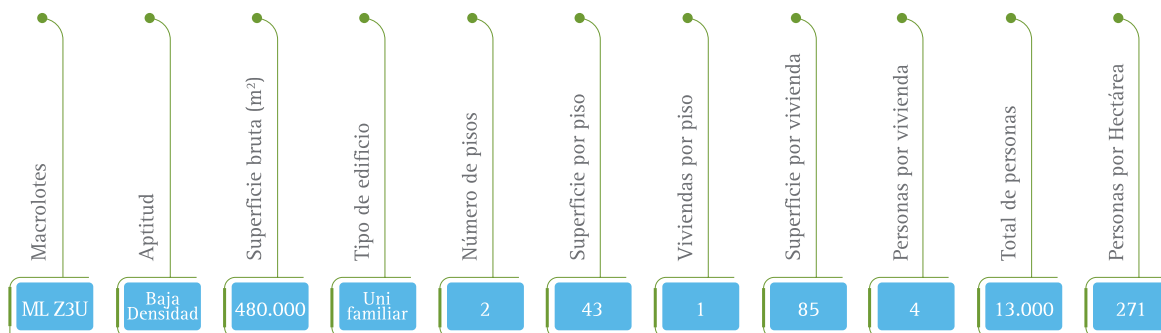 Macrolotes
Aptitud
Superficie bruta (m²)
Tipo de edificio
Número de pisos
Superficie por piso
Viviendas por piso
Superficie por vivienda
Personas por vivienda
Total de personas
Personas por Hectárea
ML Z3U
Baja
Densidad
480.000
Uni
familiar
2
43
1
85
4
13.000
271